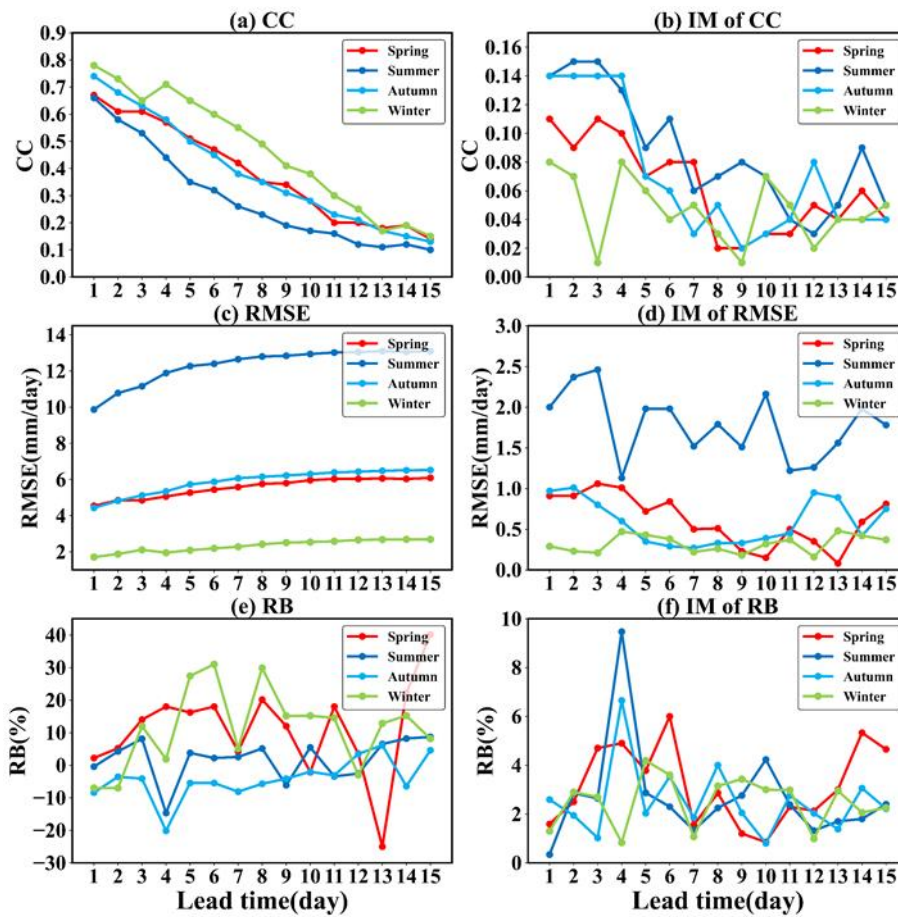 (a) CC
CC
0.9
0.8
0.7
0.6
0.5
0.4
0.3
0.2
0.1
0.0
Spring
Summer
Autumn
Winter
1 2 3 4 5 6 7 8 9 10 11 12 13 14 15
(b) IM of CC
CC
0.16
0.14
0.12
0.10
0.08
0.06
0.04
0.02
0.00
Spring
Summer
Autumn
Winter
1 2 3 4 5 6 7 8 9 10 11 12 13 14 15
(c) RMSE
RMSE(mm/day)
14
12
10
8
6
4
2
Spring
Summer
Autumn
Winter
1 2 3 4 5 6 7 8 9 10 11 12 13 14 15
(d) IM of RMSE
RMSE(mm/day)
3.0
2.5
2.0
1.5
1.0
0.5
0.0
Spring
Summer
Autumn
Winter
1 2 3 4 5 6 7 8 9 10 11 12 13 14 15
(e) RB
RB(%)
40
30
20
10
0
−10
−20
−30
Spring
Summer
Autumn
Winter
1 2 3 4 5 6 7 8 9 10 11 12 13 14 15
Lead time(day)
(f) IM of RB
RB(%)
10
8
6
4
2
0
Spring
Summer
Autumn
Winter
1 2 3 4 5 6 7 8 9 10 11 12 13 14 15
Lead time(day)